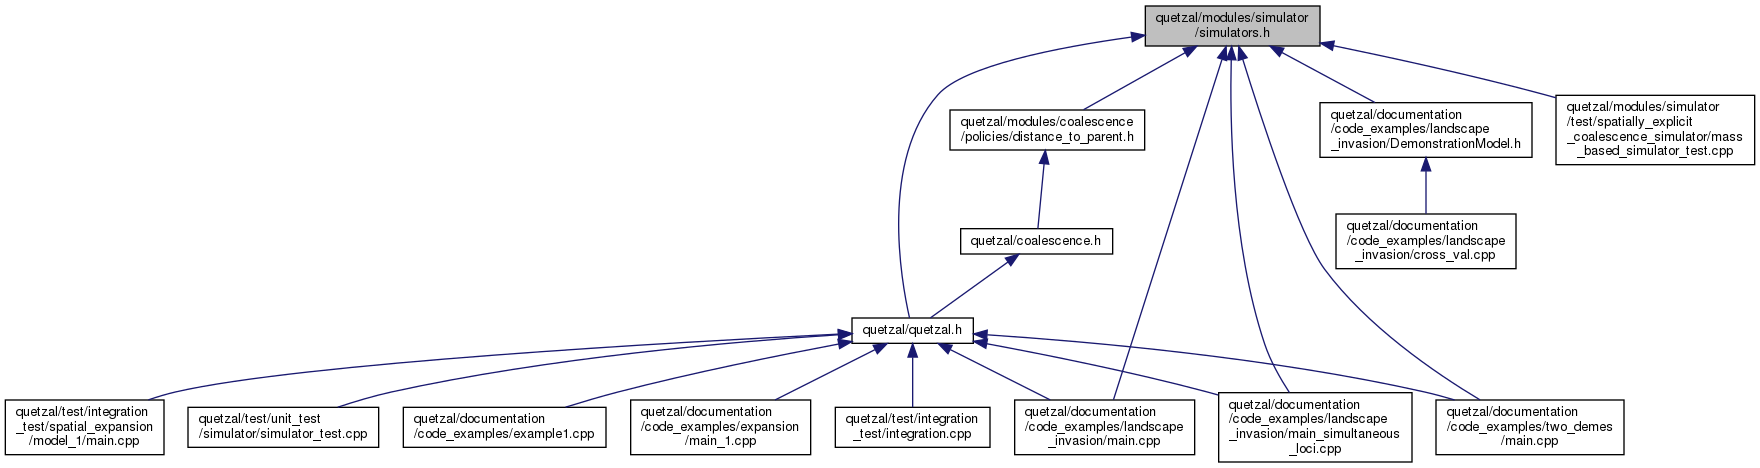 quetzal/modules/simulator
/simulators.h
quetzal/modules/coalescence
/policies/distance_to_parent.h
quetzal/documentation
/code_examples/landscape
_invasion/DemonstrationModel.h
quetzal/modules/simulator
/test/spatially_explicit
_coalescence_simulator/mass
_based_simulator_test.cpp
quetzal/coalescence.h
quetzal/documentation
/code_examples/landscape
_invasion/cross_val.cpp
quetzal/quetzal.h
quetzal/test/integration
_test/spatial_expansion
/model_1/main.cpp
quetzal/test/unit_test
/simulator/simulator_test.cpp
quetzal/documentation
/code_examples/example1.cpp
quetzal/documentation
/code_examples/expansion
/main_1.cpp
quetzal/test/integration
_test/integration.cpp
quetzal/documentation
/code_examples/landscape
_invasion/main.cpp
quetzal/documentation
/code_examples/landscape
_invasion/main_simultaneous
_loci.cpp
quetzal/documentation
/code_examples/two_demes
/main.cpp